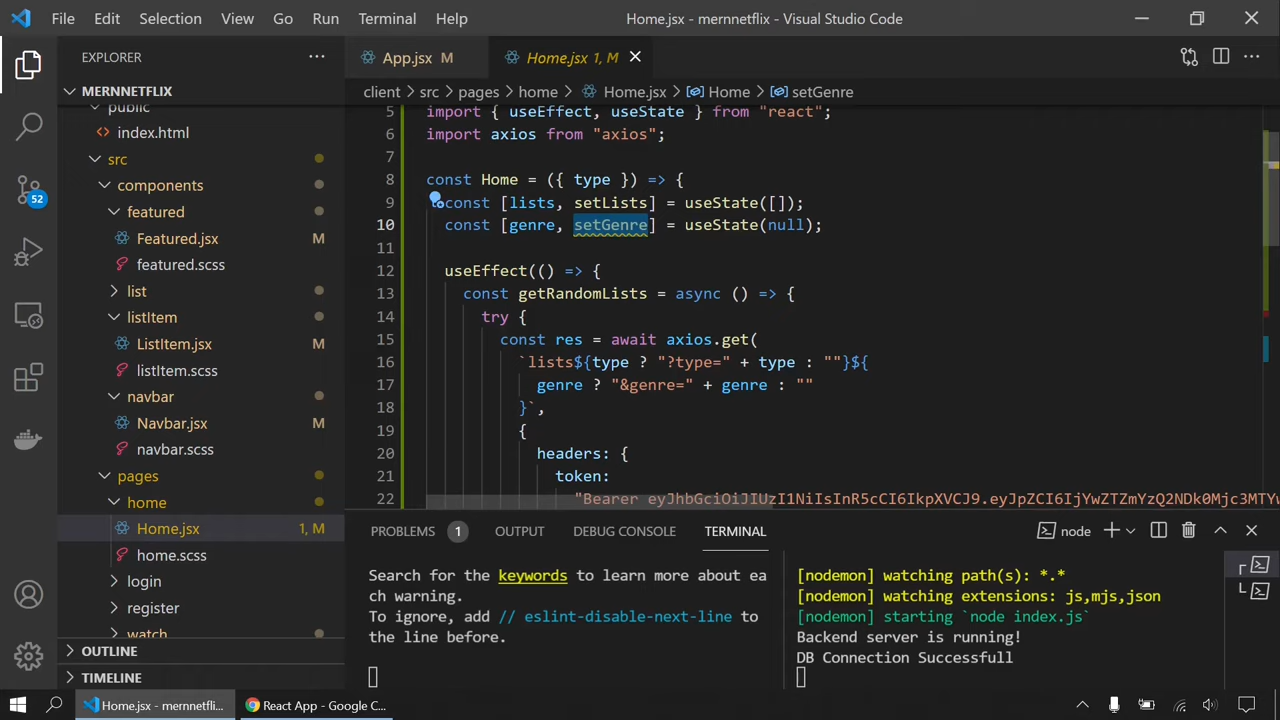 File Edit Selection View Go Run Terminal Help Home.jsx - mernnetflix - Visual Studio Code
EXPLORER
MERNNETFLIX
public
index.html
src
components
featured
Featured.jsx M
featured.scss
list
listItem
ListItem.jsx M
listItem.scss
navbar
Navbar.jsx M
navbar.scss
pages
home
Home.jsx 1, M
home.scss
login
register
watch
OUTLINE
TIMELINE
52
App.jsx M Home.jsx 1, M
client > src > pages > home > Home.jsx > Home > setGenre
5 import { useEffect, useState } from "react";
6 import axios from "axios";
7
8 const Home = ({ type }) => {
9 const [lists, setLists] = useState([]);
10 const [genre, setGenre] = useState(null);
11
12 useEffect(() => {
13 const getRandomLists = async () => {
14 try {
15 const res = await axios.get(
16 `lists${type ? "?type=" + type : ""}${
17 genre ? "&genre=" + genre : ""
18 }`,
19 {
20 headers: {
21 token:
22 "Bearer eyJhbGciOiJIUzI1NiIsInR5cCI6IkpXVCJ9.eyJpZCI6IjYwZTZmYzQ2NDk0Mjc3MTY
PROBLEMS 1 OUTPUT DEBUG CONSOLE TERMINAL node
Search for the keywords to learn more about ea
ch warning.
To ignore, add // eslint-disable-next-line to
the line before.
[nodemon] watching path(s): *.*
[nodemon] watching extensions: js,mjs,json
[nodemon] starting `node index.js`
Backend server is running!
DB Connection Successfull
Home.jsx - mernnetfli... React App - Google C...